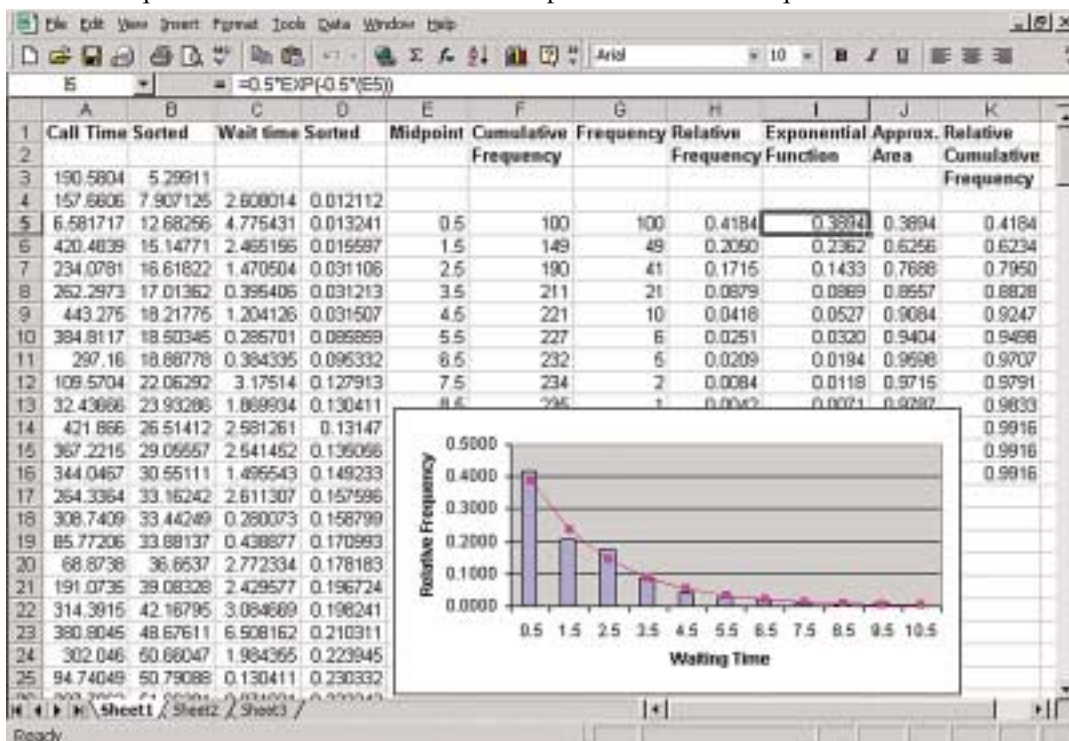 File Edit View Insert Format Tools Data Window Help
Arial 10 B I U
I5 = =0.5*EXP(-0.5*(E5))
A B C D E F G H I J K
1 Call Time Sorted Wait time Sorted Midpoint Cumulative Frequency Relative Exponential Approx. Relative
2 Frequency Frequency Function Area Cumulative
3 190.5804 5.29911 Frequency
4 157.6606 7.907125 2.608014 0.012112
5 6.581717 12.68256 4.775431 0.013241 0.5 100 100 0.4184 0.3894 0.3894 0.4184
6 420.4839 15.14771 2.465156 0.015597 1.5 149 49 0.2050 0.2362 0.6256 0.6234
7 234.0781 16.61822 1.470504 0.031106 2.5 190 41 0.1715 0.1433 0.7688 0.7950
8 262.2973 17.01362 0.395406 0.031213 3.5 211 21 0.0879 0.0869 0.8557 0.8828
9 443.275 18.21775 1.204126 0.031507 4.5 221 10 0.0418 0.0527 0.9084 0.9247
10 384.8117 18.50345 0.285701 0.085859 5.5 227 6 0.0251 0.0320 0.9404 0.9498
11 297.16 18.88778 0.384335 0.095332 6.5 232 5 0.0209 0.0194 0.9598 0.9707
12 109.5704 22.06292 3.17514 0.127913 7.5 234 2 0.0084 0.0118 0.9715 0.9791
13 32.43666 23.93286 1.869934 0.130411 8.5 235 1 0.0042 0.0071 0.9787 0.9833
14 421.866 26.51412 2.581261 0.13147 0.9916
15 367.2215 29.05557 2.541452 0.135066 0.9916
16 344.0467 30.55111 1.495543 0.149233 0.9916
17 264.3364 33.16242 2.611307 0.157596
18 308.7409 33.44249 0.280073 0.158799
19 85.77206 33.88137 0.438877 0.170993
20 68.8738 36.6537 2.772334 0.178183
21 191.0735 39.08328 2.429577 0.196724
22 314.3915 42.16795 3.084669 0.198241
23 380.8045 48.67611 6.508162 0.210311
24 302.046 50.66047 1.984355 0.223945
25 94.74049 50.79088 0.130411 0.230332
0.5000
0.4000
0.3000
0.2000
0.1000
0.0000
Relative Frequency
0.5 1.5 2.5 3.5 4.5 5.5 6.5 7.5 8.5 9.5 10.5
Waiting Time
Sheet1 Sheet2 Sheet3
Ready